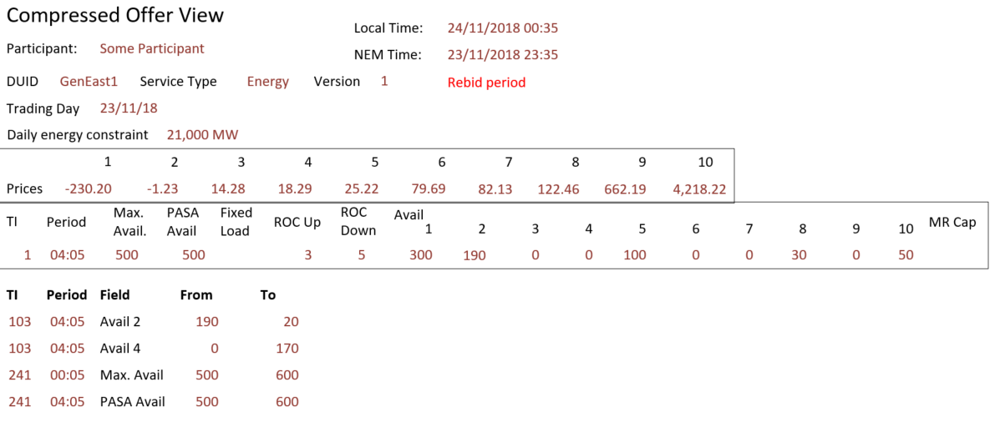 Compressed Offer View
Local Time: 24/11/2018 00:35
Participant: Some Participant
NEM Time: 23/11/2018 23:35
DUID GenEast1 Service Type Energy Version 1 Rebid period
Trading Day 23/11/18
Daily energy constraint 21,000 MW
1 2 3 4 5 6 7 8 9 10
Prices -230.20 -1.23 14.28 18.29 25.22 79.69 82.13 122.46 662.19 4,218.22
TI Period Max. Avail. PASA Avail Fixed Load ROC Up ROC Down Avail 1 2 3 4 5 6 7 8 9 10 MR Cap
1 04:05 500 500 3 5 300 190 0 0 100 0 0 30 0 50
TI Period Field From To
103 04:05 Avail 2 190 20
103 04:05 Avail 4 0 170
241 00:05 Max. Avail 500 600
241 04:05 PASA Avail 500 600